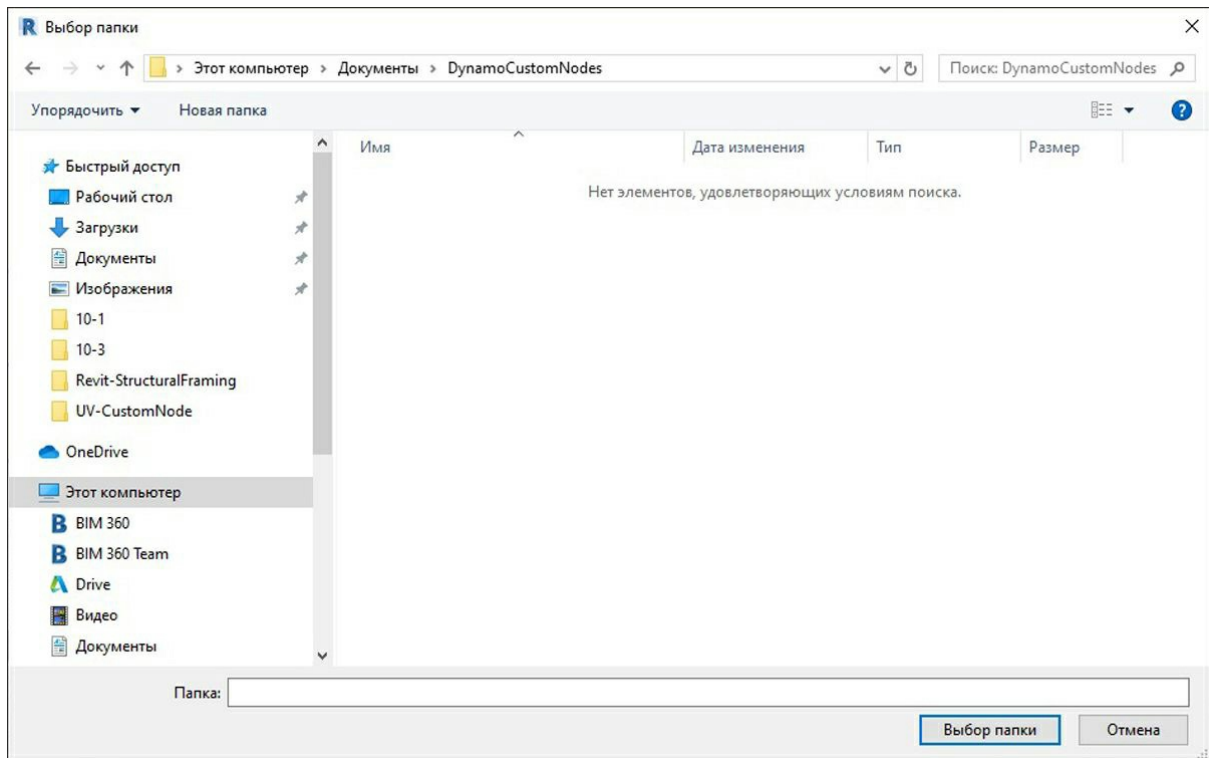 R Выбор папки
Этот компьютер > Документы > DynamoCustomNodes
Поиск: DynamoCustomNodes
Упорядочить Новая папка
Имя Дата изменения Тип Размер
Нет элементов, удовлетворяющих условиям поиска.
Быстрый доступ
Рабочий стол
Загрузки
Документы
Изображения
10-1
10-3
Revit-StructuralFraming
UV-CustomNode
OneDrive
Этот компьютер
B BIM 360
B BIM 360 Team
Drive
Видео
Документы
Папка:
Выбор папки Отмена